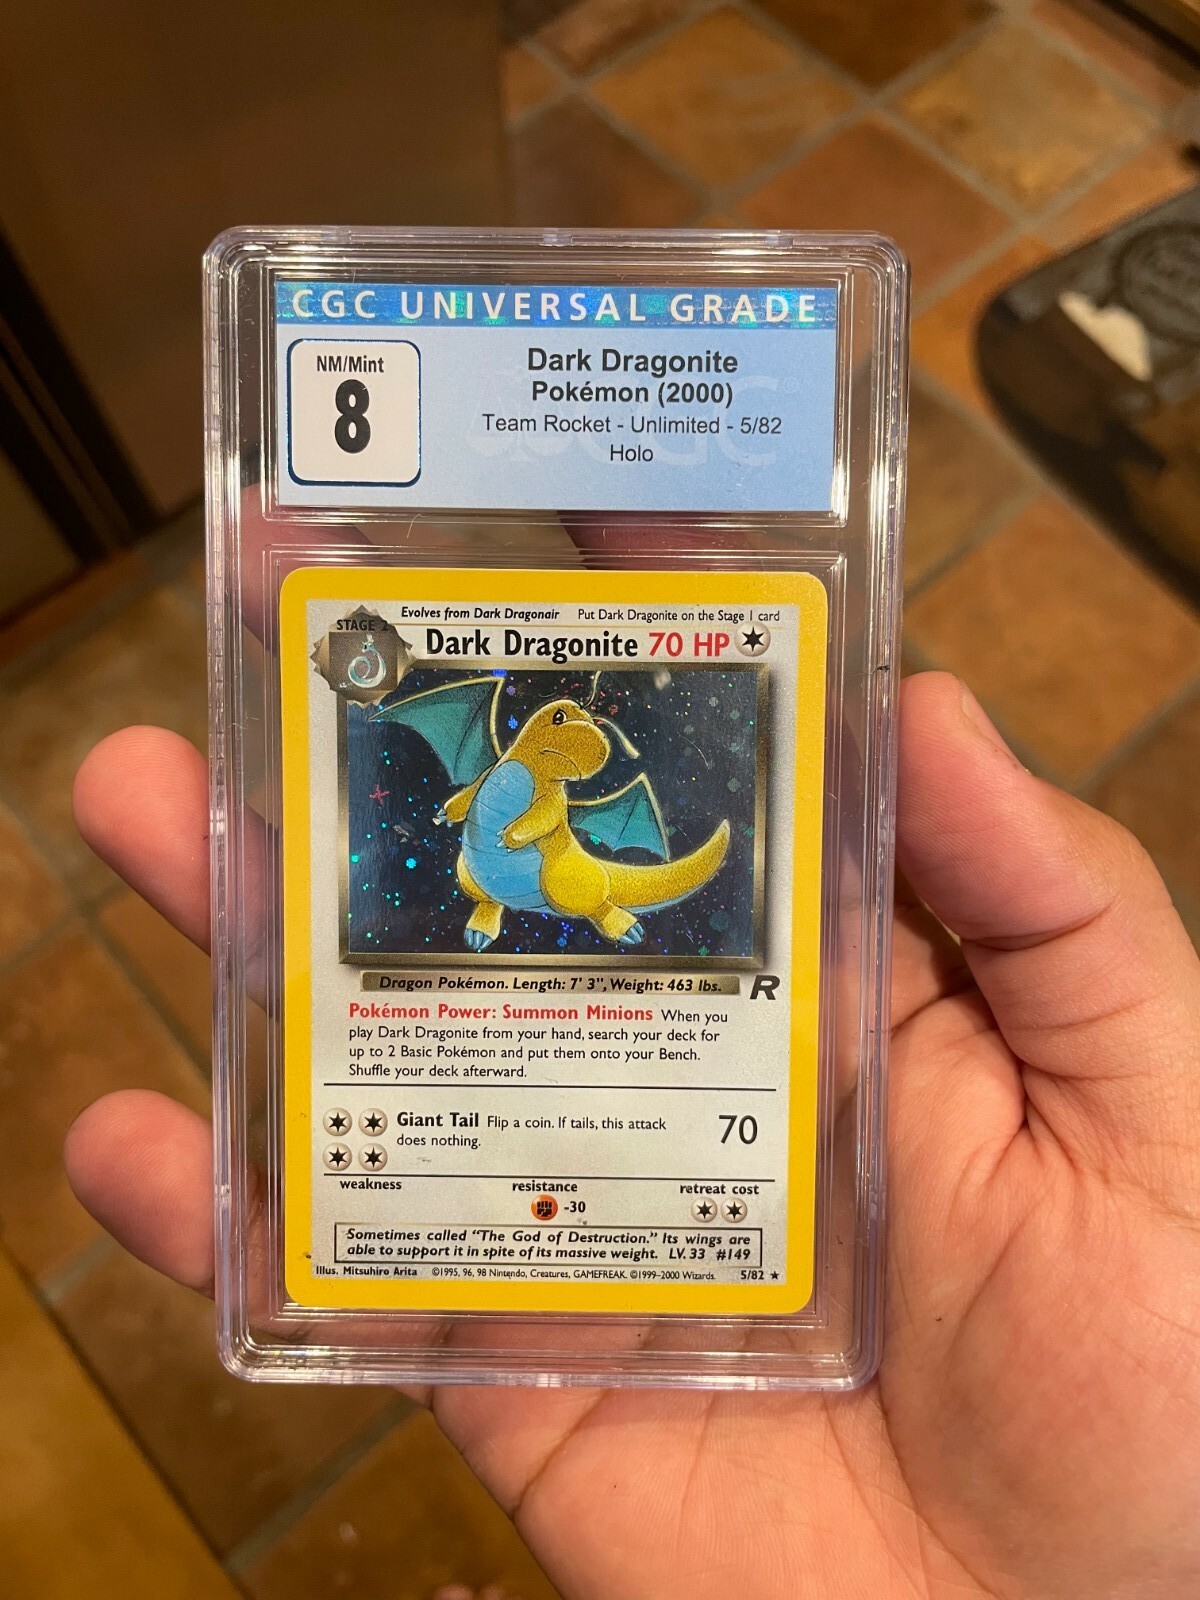 CGC UNIVERSAL GRADE
NM/Mint
8
Dark Dragonite
Pokémon (2000)
Team Rocket - Unlimited - 5/82
Holo
Evolves from Dark Dragonair Put Dark Dragonite on the Stage 1 card
STAGE 2
Dark Dragonite 70 HP
Dragon Pokémon. Length: 7' 3", Weight: 463 lbs.
R
Pokémon Power: Summon Minions When you
play Dark Dragonite from your hand, search your deck for
up to 2 Basic Pokémon and put them onto your Bench.
Shuffle your deck afterward.
Giant Tail Flip a coin. If tails, this attack
does nothing.
70
weakness resistance retreat cost
-30
Sometimes called “The God of Destruction.” Its wings are
able to support it in spite of its massive weight. LV. 33 #149
Illus. Mitsuhiro Arita ©1995, 96, 98 Nintendo, Creatures, GAMEFREAK. ©1999-2000 Wizards. 5/82 ★